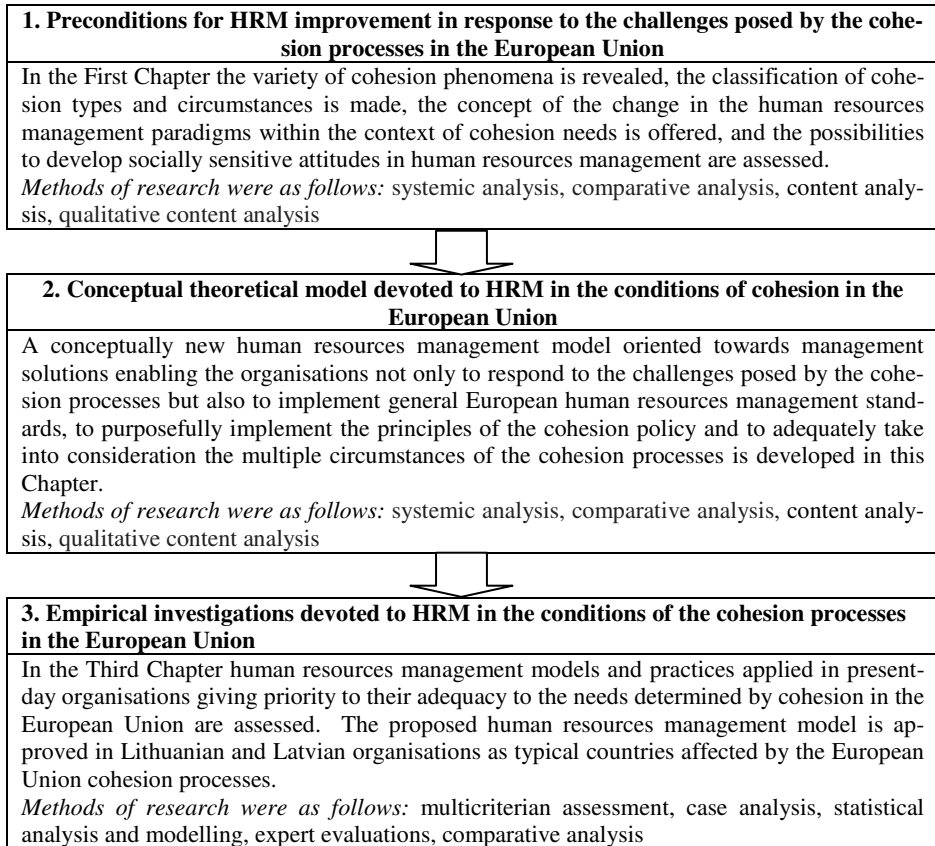 1. Preconditions for HRM improvement in response to the challenges posed by the cohe-
sion processes in the European Union
In the First Chapter the variety of cohesion phenomena is revealed, the classification of cohe-
sion types and circumstances is made, the concept of the change in the human resources
management paradigms within the context of cohesion needs is offered, and the possibilities
to develop socially sensitive attitudes in human resources management are assessed.
Methods of research were as follows: systemic analysis, comparative analysis, content analy-
sis, qualitative content analysis
2. Conceptual theoretical model devoted to HRM in the conditions of cohesion in the
European Union
A conceptually new human resources management model oriented towards management
solutions enabling the organisations not only to respond to the challenges posed by the cohe-
sion processes but also to implement general European human resources management stand-
ards, to purposefully implement the principles of the cohesion policy and to adequately take
into consideration the multiple circumstances of the cohesion processes is developed in this
Chapter.
Methods of research were as follows: systemic analysis, comparative analysis, content analy-
sis, qualitative content analysis
3. Empirical investigations devoted to HRM in the conditions of the cohesion processes
in the European Union
In the Third Chapter human resources management models and practices applied in present-
day organisations giving priority to their adequacy to the needs determined by cohesion in the
European Union are assessed. The proposed human resources management model is ap-
proved in Lithuanian and Latvian organisations as typical countries affected by the European
Union cohesion processes.
Methods of research were as follows: multicriterian assessment, case analysis, statistical
analysis and modelling, expert evaluations, comparative analysis